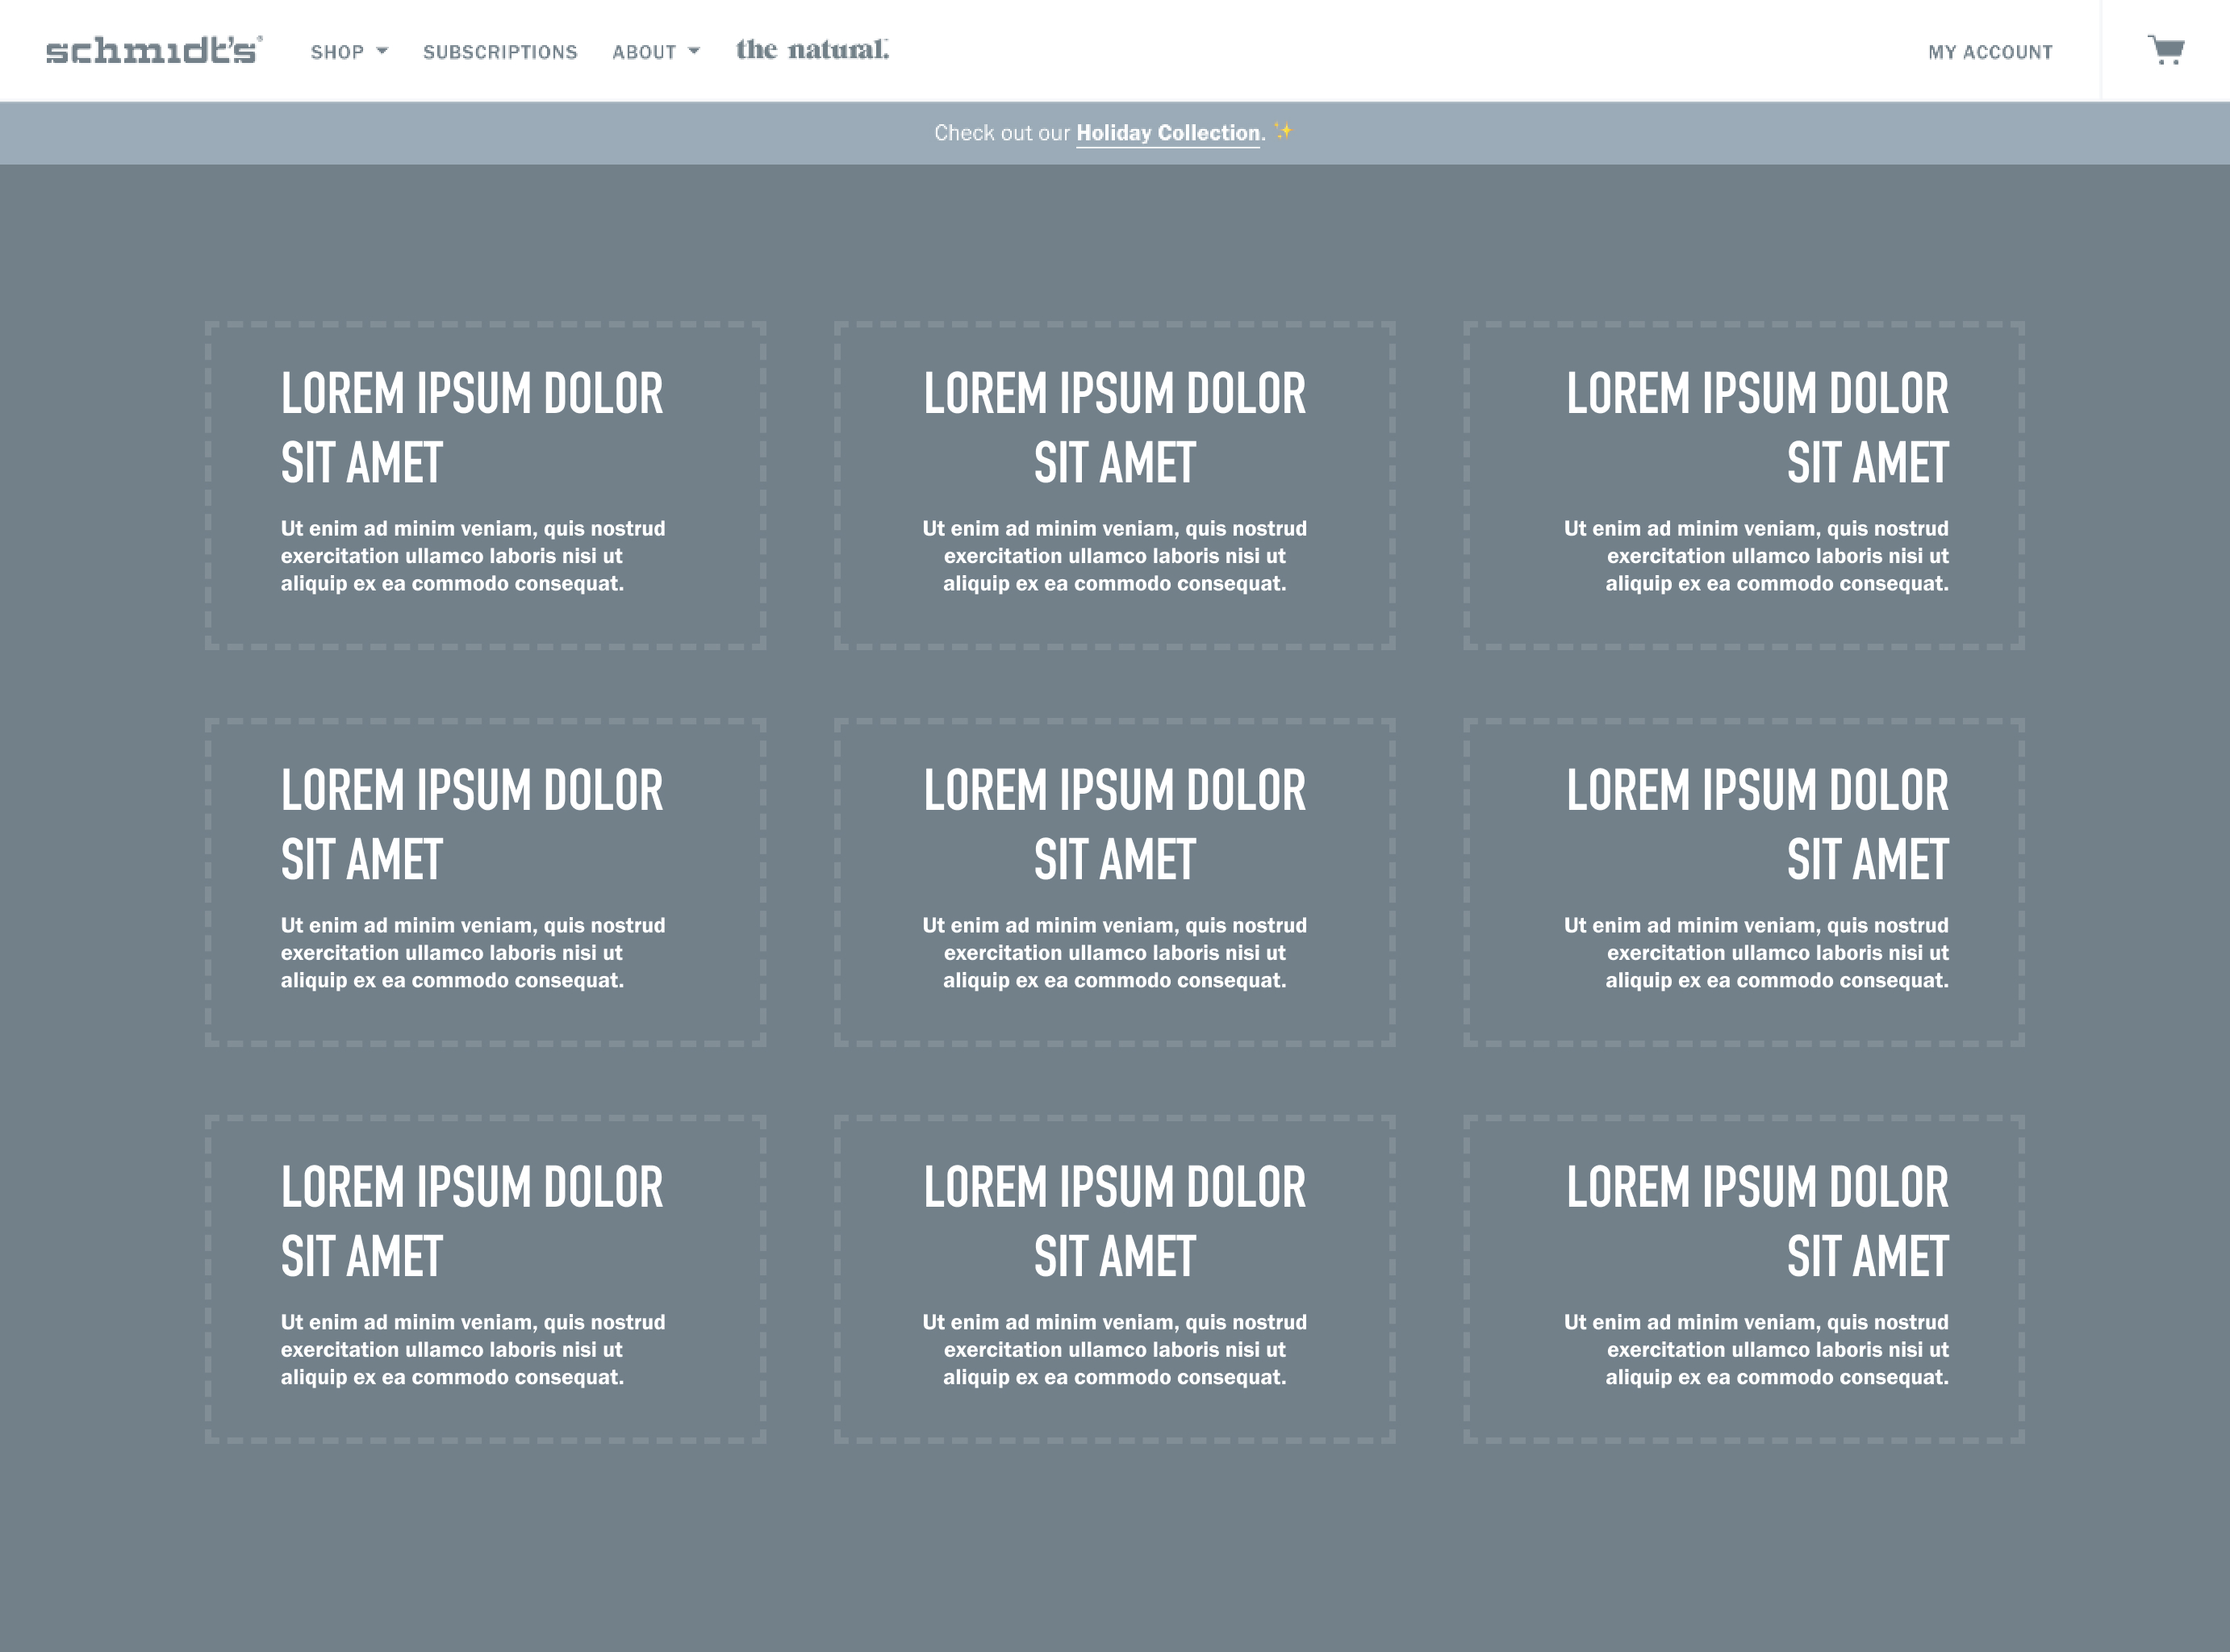 schmidt's®
SHOP
SUBSCRIPTIONS
ABOUT
the natural.
MY ACCOUNT
Check out our Holiday Collection. ✨
LOREM IPSUM DOLOR
SIT AMET
Ut enim ad minim veniam, quis nostrud
exercitation ullamco laboris nisi ut
aliquip ex ea commodo consequat.
LOREM IPSUM DOLOR
SIT AMET
Ut enim ad minim veniam, quis nostrud
exercitation ullamco laboris nisi ut
aliquip ex ea commodo consequat.
LOREM IPSUM DOLOR
SIT AMET
Ut enim ad minim veniam, quis nostrud
exercitation ullamco laboris nisi ut
aliquip ex ea commodo consequat.
LOREM IPSUM DOLOR
SIT AMET
Ut enim ad minim veniam, quis nostrud
exercitation ullamco laboris nisi ut
aliquip ex ea commodo consequat.
LOREM IPSUM DOLOR
SIT AMET
Ut enim ad minim veniam, quis nostrud
exercitation ullamco laboris nisi ut
aliquip ex ea commodo consequat.
LOREM IPSUM DOLOR
SIT AMET
Ut enim ad minim veniam, quis nostrud
exercitation ullamco laboris nisi ut
aliquip ex ea commodo consequat.
LOREM IPSUM DOLOR
SIT AMET
Ut enim ad minim veniam, quis nostrud
exercitation ullamco laboris nisi ut
aliquip ex ea commodo consequat.
LOREM IPSUM DOLOR
SIT AMET
Ut enim ad minim veniam, quis nostrud
exercitation ullamco laboris nisi ut
aliquip ex ea commodo consequat.
LOREM IPSUM DOLOR
SIT AMET
Ut enim ad minim veniam, quis nostrud
exercitation ullamco laboris nisi ut
aliquip ex ea commodo consequat.